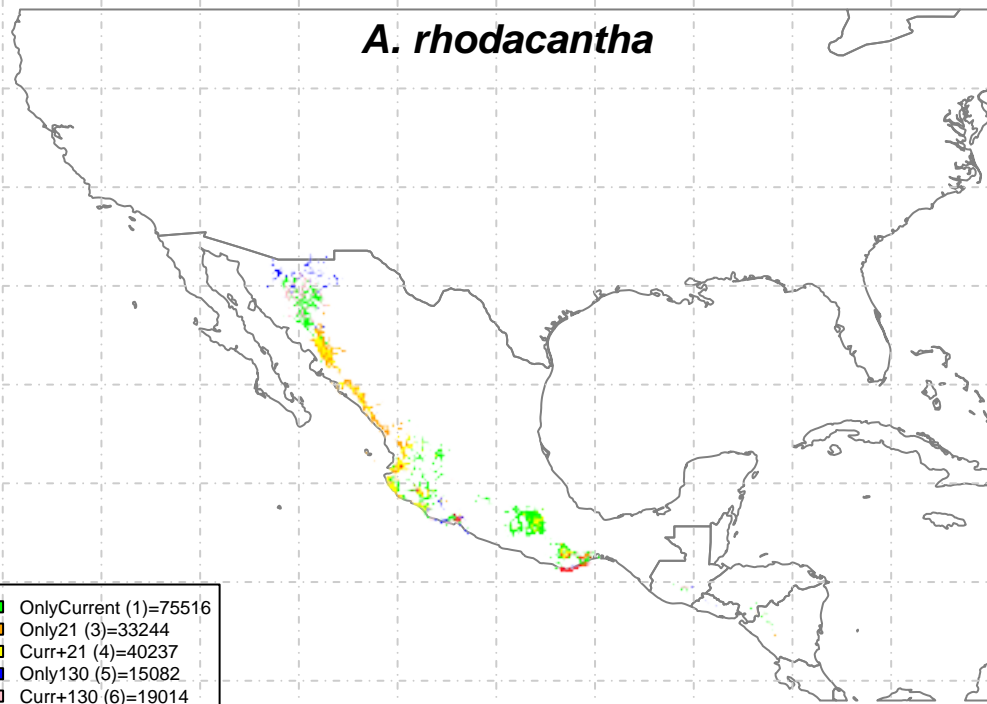 A. rhodacantha
OnlyCurrent (1)=75516
Only21 (3)=33244
Curr+21 (4)=40237
Only130 (5)=15082
Curr+130 (6)=19014